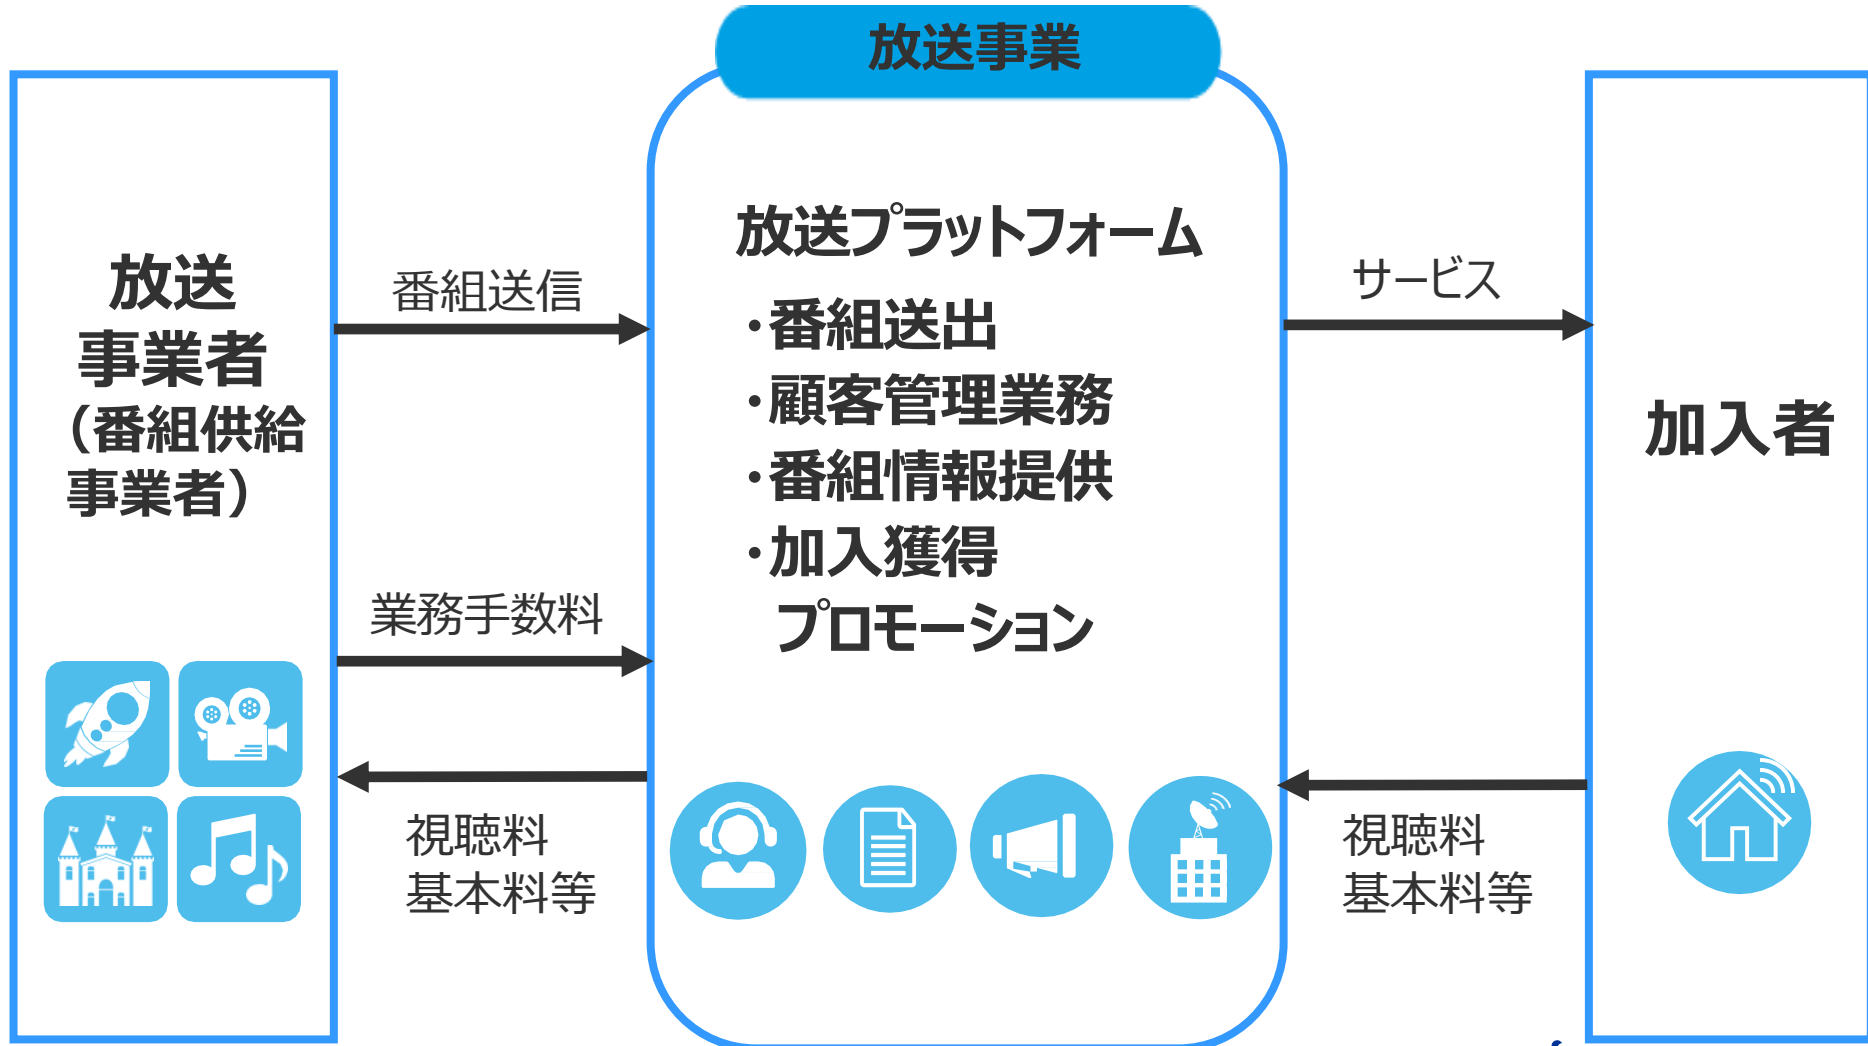 放送事業
放送
事業者
（番組供給
事業者）
番組送信
業務手数料
視聴料
基本料等
放送プラットフォーム
・番組送出
・顧客管理業務
・番組情報提供
・加入獲得
プロモーション
サービス
視聴料
基本料等
加入者